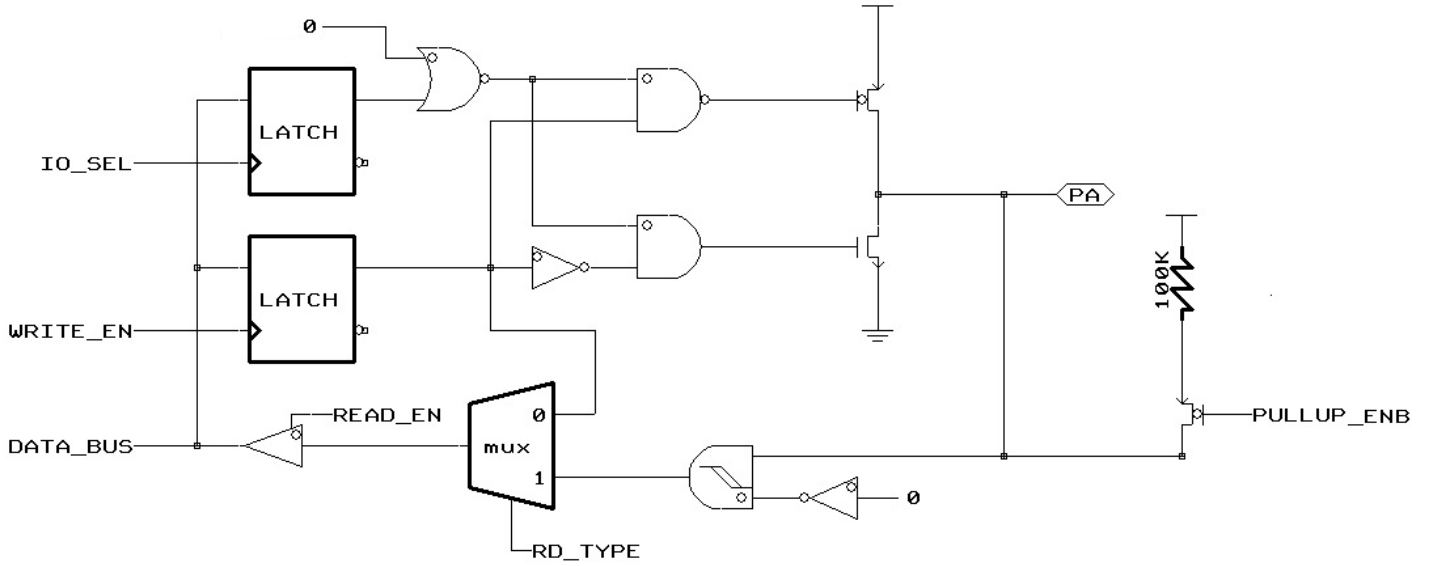 0
LATCH
IO_SEL
PA
LATCH
100K
WRITE_EN
READ_EN
0
PULLUP_ENB
DATA_BUS
mux
1
0
RD_TYPE